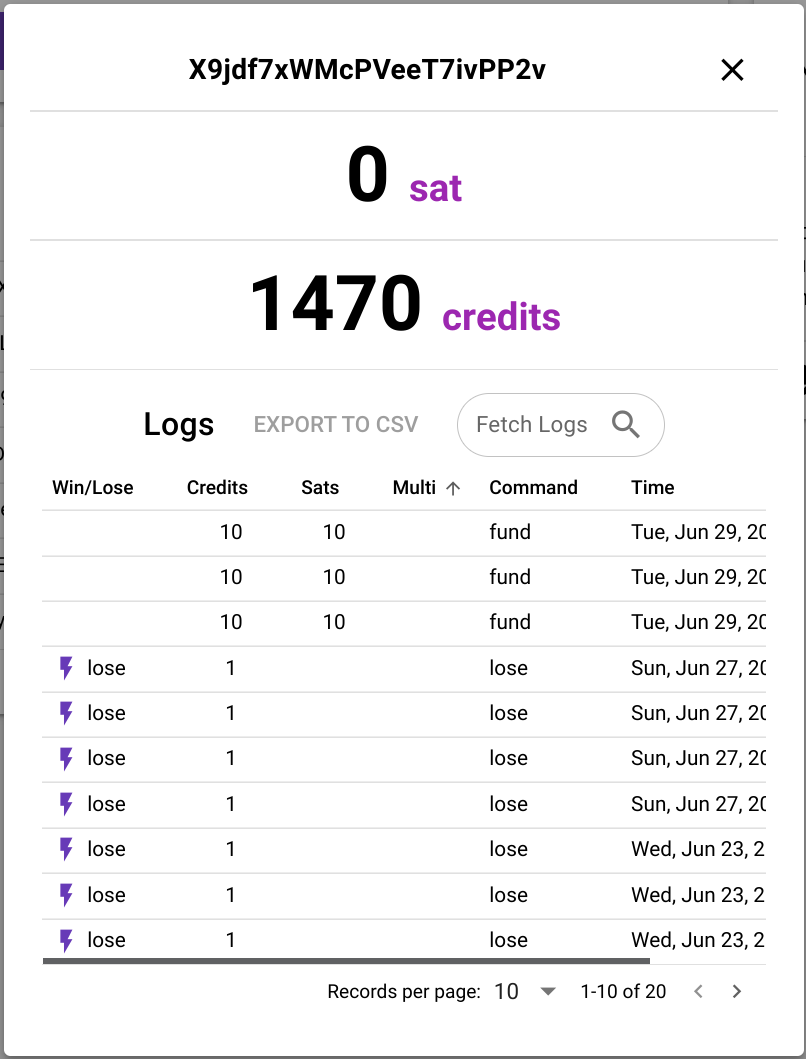 X9jdf7xWMcPVeeT7ivPP2v
0 sat
1470 credits
Logs EXPORT TO CSV Fetch Logs
Win/Lose Credits Sats Multi Command Time
10 10 fund Tue, Jun 29, 20
10 10 fund Tue, Jun 29, 20
10 10 fund Tue, Jun 29, 20
lose 1 lose Sun, Jun 27, 20
lose 1 lose Sun, Jun 27, 20
lose 1 lose Sun, Jun 27, 20
lose 1 lose Sun, Jun 27, 20
lose 1 lose Wed, Jun 23, 2
lose 1 lose Wed, Jun 23, 2
lose 1 lose Wed, Jun 23, 2
Records per page: 10 1-10 of 20